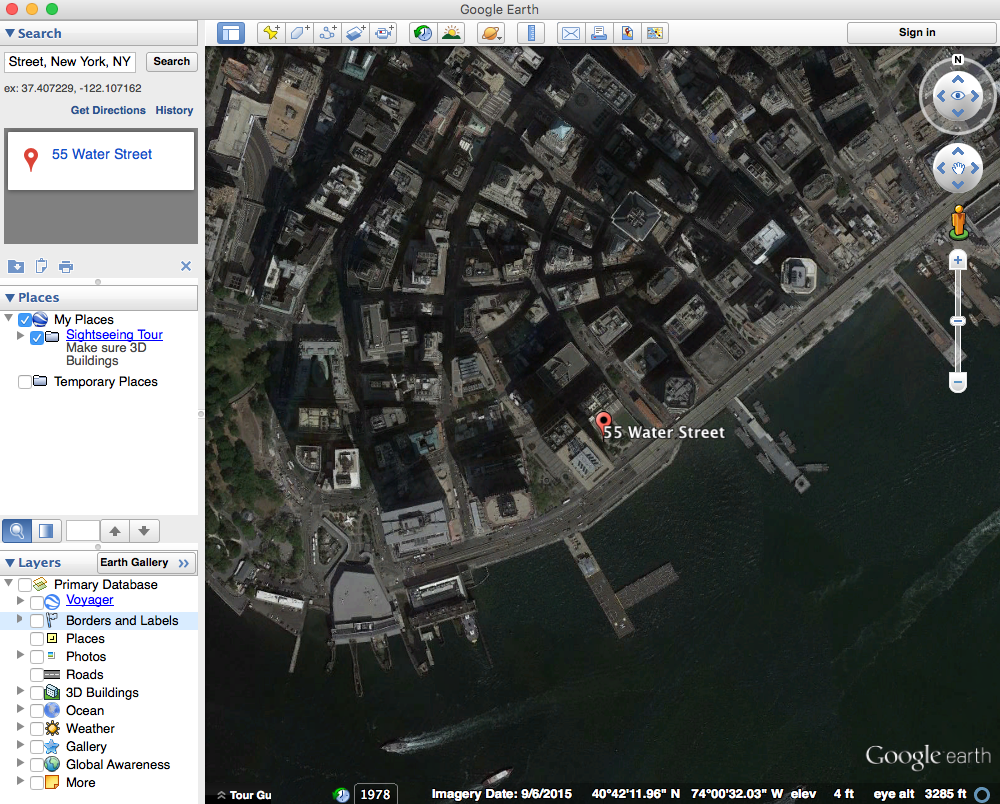 Google Earth
Search
Street, New York, NY
Search
ex: 37.407229, -122.107162
Get Directions
History
55 Water Street
Places
My Places
Sightseeing Tour
Make sure 3D
Buildings
Temporary Places
Layers
Earth Gallery
Primary Database
Voyager
Borders and Labels
Places
Photos
Roads
3D Buildings
Ocean
Weather
Gallery
Global Awareness
More
Sign in
N
55 Water Street
Google earth
Tour Gu
1978
Imagery Date: 9/6/2015 40°42'11.96" N 74°00'32.03" W elev 4 ft eye alt 3285 ft